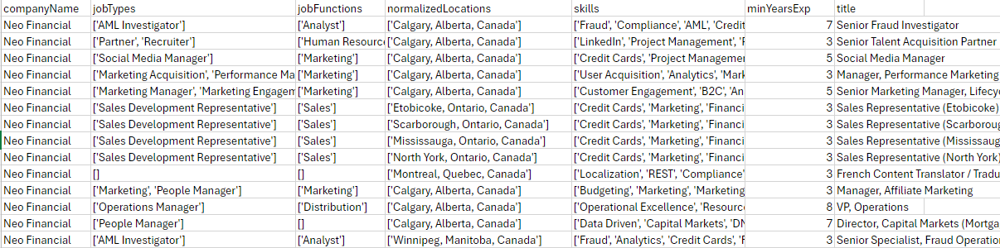 companyName jobTypes jobFunctions normalizedLocations skills minYearsExp title
Neo Financial ['AML Investigator'] ['Analyst'] ['Calgary, Alberta, Canada'] ['Fraud', 'Compliance', 'AML', 'Credit 7 Senior Fraud Investigator
Neo Financial ['Partner', 'Recruiter'] ['Human Resourc ['Calgary, Alberta, Canada'] ['LinkedIn', 'Project Management', 'F 3 Senior Talent Acquisition Partner
Neo Financial ['Social Media Manager'] ['Marketing'] ['Calgary, Alberta, Canada'] ['Credit Cards', 'Project Managemer 5 Social Media Manager
Neo Financial ['Marketing Acquisition', 'Performance Ma ['Marketing'] ['Calgary, Alberta, Canada'] ['User Acquisition', 'Analytics', 'Mark 3 Manager, Performance Marketing
Neo Financial ['Marketing Manager', 'Marketing Engagem ['Marketing'] ['Calgary, Alberta, Canada'] ['Customer Engagement', 'B2C', 'An 5 Senior Marketing Manager, Lifecy
Neo Financial ['Sales Development Representative'] ['Sales'] ['Etobicoke, Ontario, Canada'] ['Credit Cards', 'Marketing', 'Financi 3 Sales Representative (Etobicoke)
Neo Financial ['Sales Development Representative'] ['Sales'] ['Scarborough, Ontario, Canada'] ['Credit Cards', 'Marketing', 'Financi 3 Sales Representative (Scarboroug
Neo Financial ['Sales Development Representative'] ['Sales'] ['Mississauga, Ontario, Canada'] ['Credit Cards', 'Marketing', 'Financi 3 Sales Representative (Mississaug
Neo Financial ['Sales Development Representative'] ['Sales'] ['North York, Ontario, Canada'] ['Credit Cards', 'Marketing', 'Financi 3 Sales Representative (North York)
Neo Financial [] [] ['Montreal, Quebec, Canada'] ['Localization', 'REST', 'Compliance' 3 French Content Translator / Tradu
Neo Financial ['Marketing', 'People Manager'] ['Marketing'] ['Calgary, Alberta, Canada'] ['Budgeting', 'Marketing', 'Marketing 3 Manager, Affiliate Marketing
Neo Financial ['Operations Manager'] ['Distribution'] ['Calgary, Alberta, Canada'] ['Operational Excellence', 'Resourc 8 VP, Operations
Neo Financial ['People Manager'] [] ['Calgary, Alberta, Canada'] ['Data Driven', 'Capital Markets', 'DN 7 Director, Capital Markets (Mortga
Neo Financial ['AML Investigator'] ['Analyst'] ['Winnipeg, Manitoba, Canada'] ['Fraud', 'Analytics', 'Credit Cards', 'F 3 Senior Specialist, Fraud Operatio